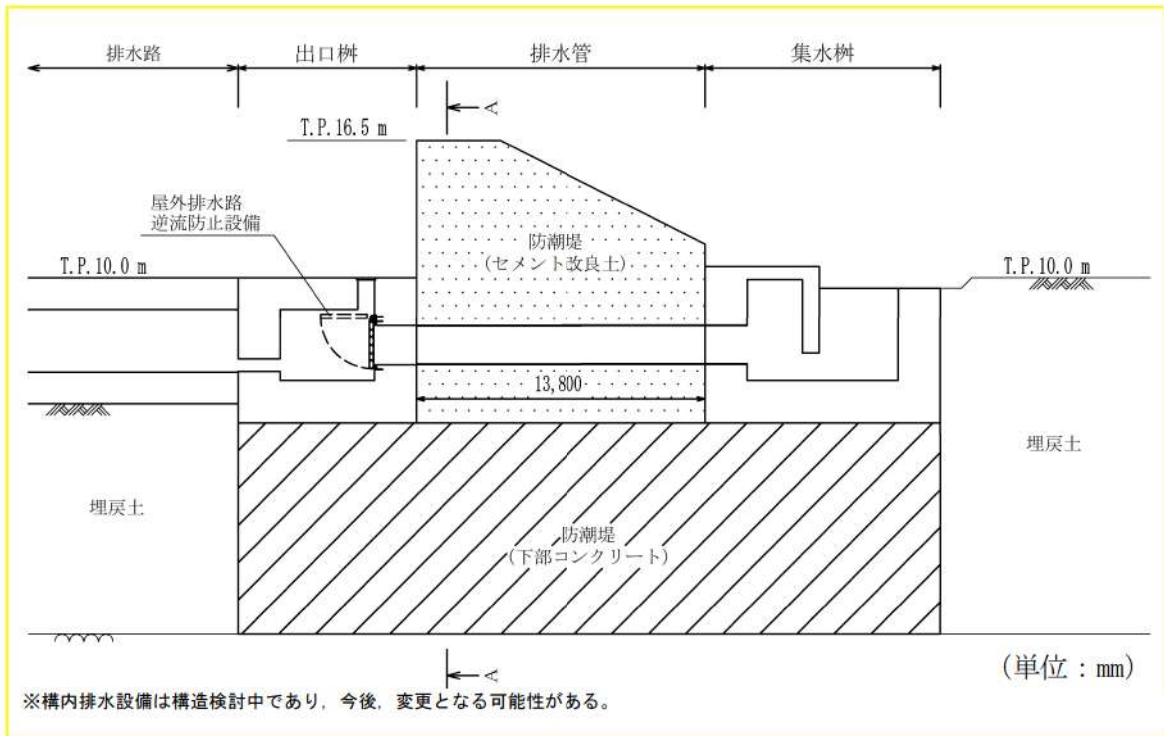 排水路
出口桝
排水管
集水桝
A
T.P.16.5 m
屋外排水路
逆流防止設備
防潮堤
(セメント改良土)
T.P.10.0 m
T.P.10.0 m
13,800
埋戻土
埋戻土
防潮堤
(下部コンクリート)
A
(単位：mm)
※構内排水設備は構造検討中であり，今後，変更となる可能性がある。